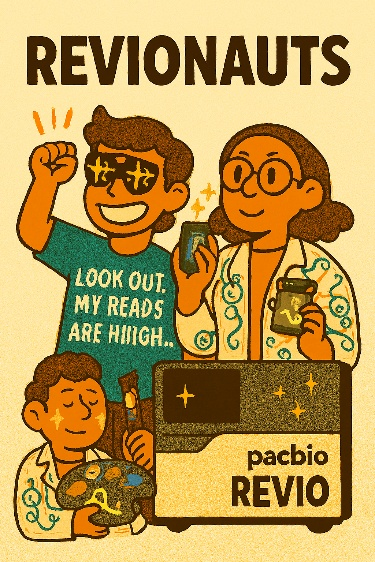 REVIONAUTS
LOOK OUT,
MY READS
ARE HIIIGH..
pacbio
REVIO